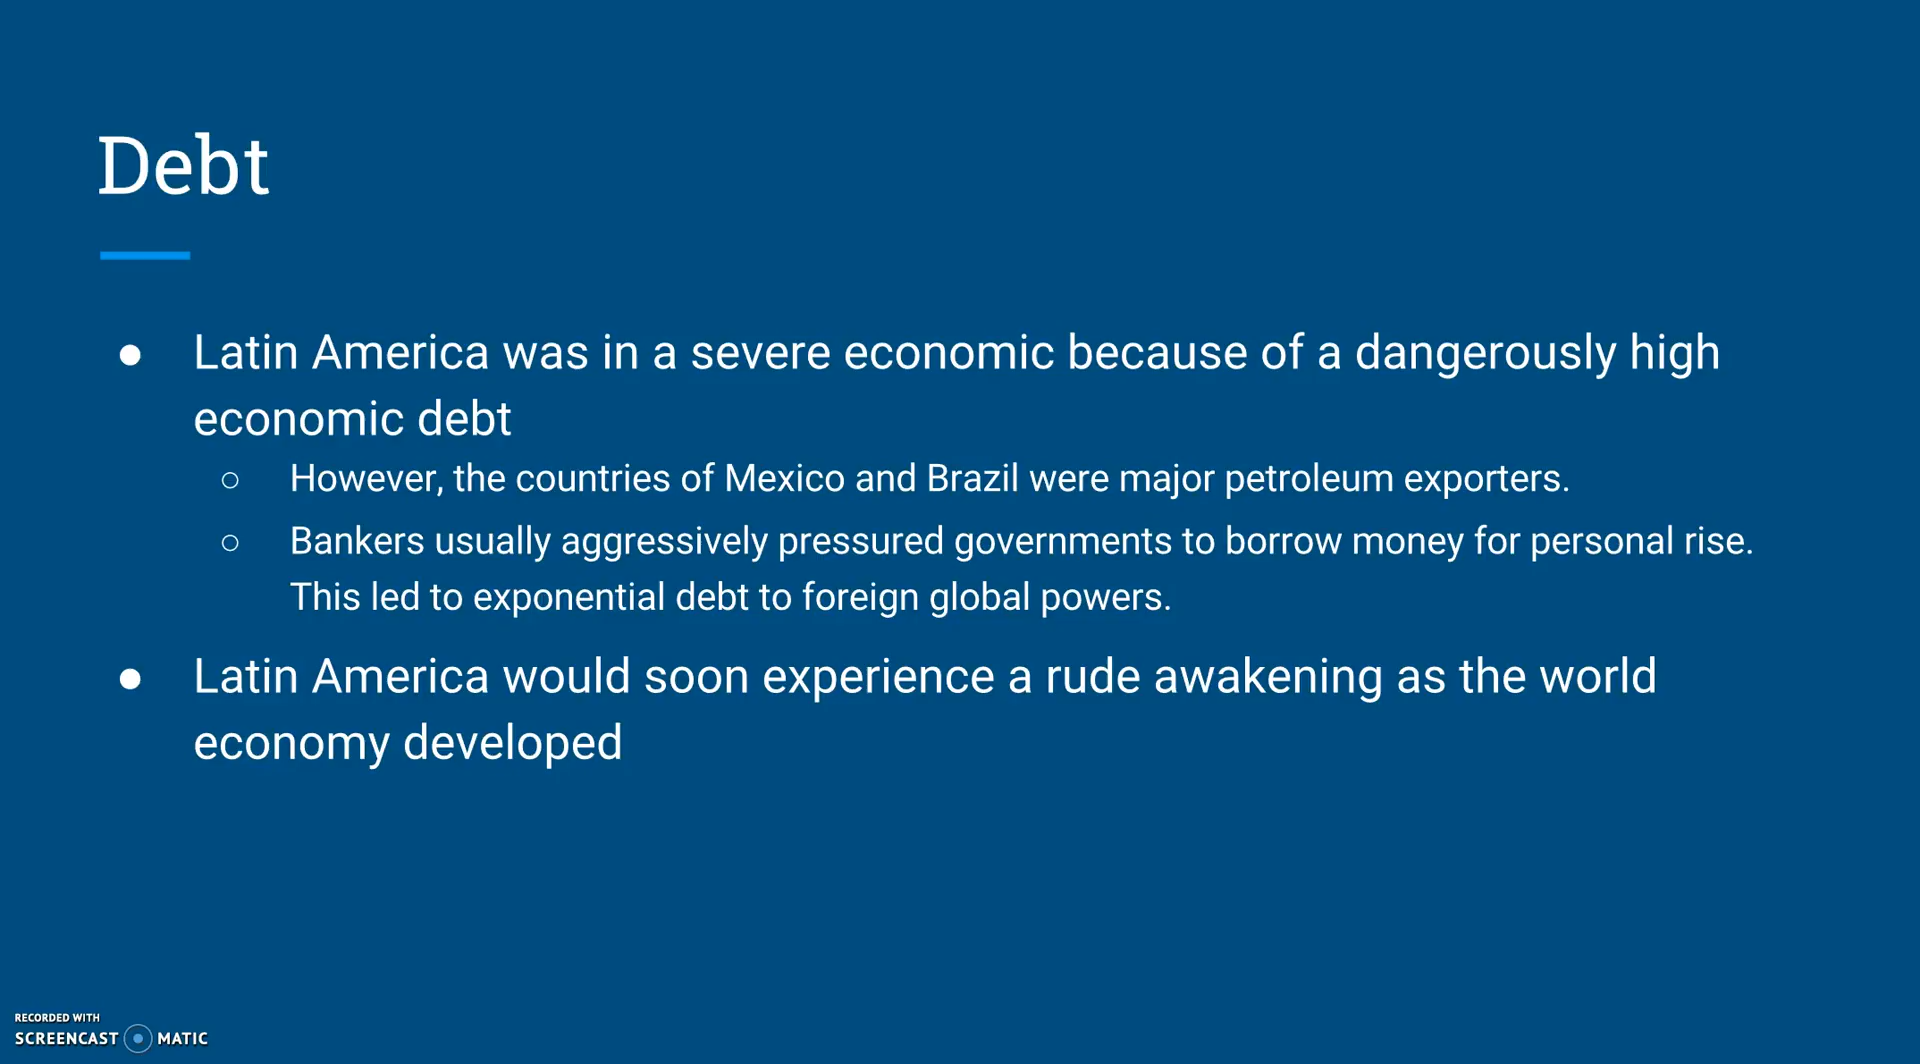 Debt
● Latin America was in a severe economic because of a dangerously high
economic debt
○ However, the countries of Mexico and Brazil were major petroleum exporters.
○ Bankers usually aggressively pressured governments to borrow money for personal rise.
This led to exponential debt to foreign global powers.
● Latin America would soon experience a rude awakening as the world
economy developed
RECORDED WITH
SCREENCAST MATIC